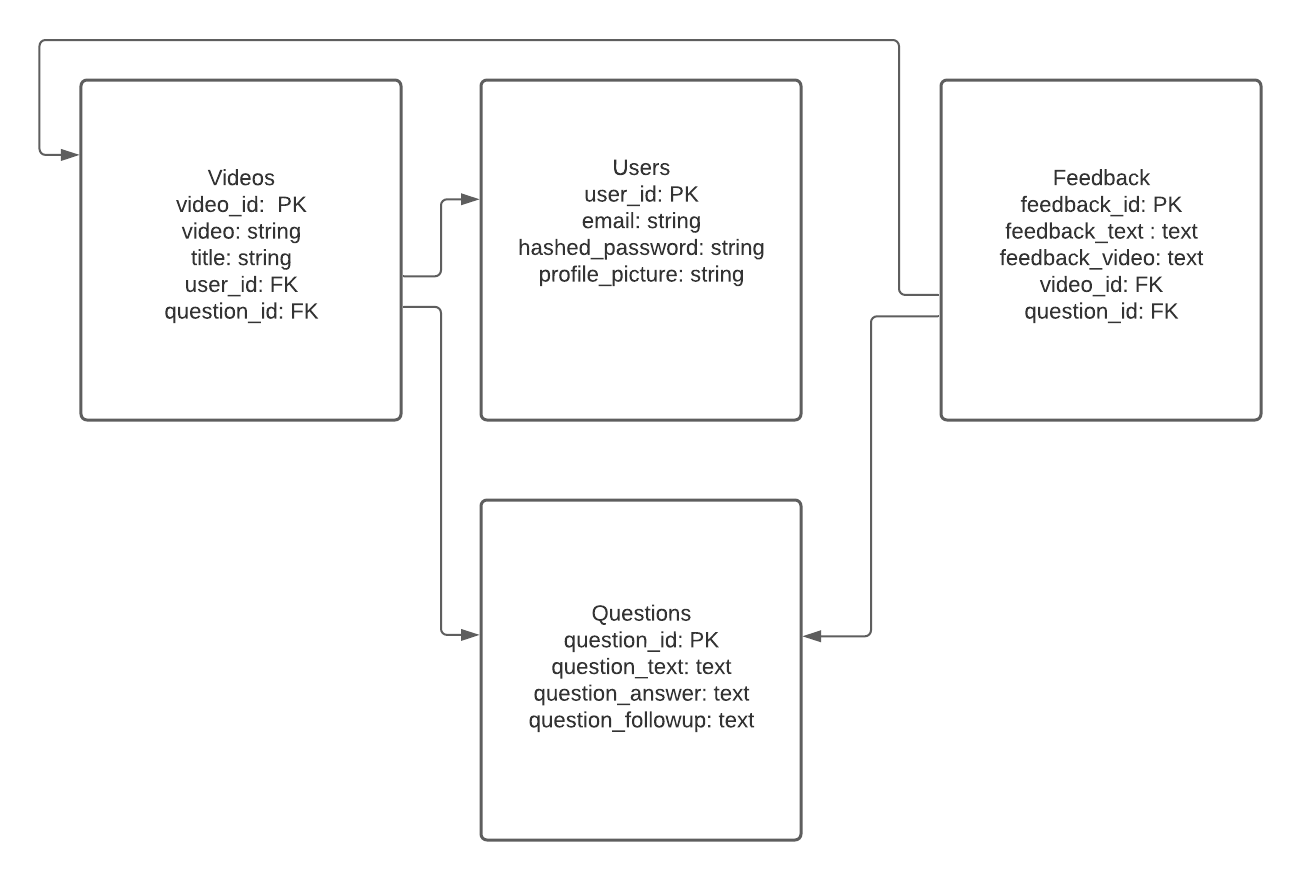 Videos
video_id:  PK
video: string
title: string
user_id: FK
question_id: FK
Users
user_id: PK
email: string
hashed_password: string
profile_picture: string
Feedback
feedback_id: PK
feedback_text : text
feedback_video: text
video_id: FK
question_id: FK
Questions
question_id: PK
question_text: text
question_answer: text
question_followup: text